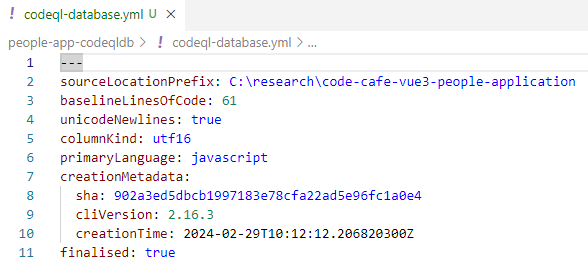 codeql-database.yml U
people-app-codeqldb > codeql-database.yml > ...
1 ---
2 sourceLocationPrefix: C:\research\code-cafe-vue3-people-application
3 baselineLinesOfCode: 61
4 unicodeNewlines: true
5 columnKind: utf16
6 primaryLanguage: javascript
7 creationMetadata:
8 sha: 902a3ed5dbcb1997183e78cfa22ad5e96fc1a0e4
9 cliVersion: 2.16.3
10 creationTime: 2024-02-29T10:12:12.206820300Z
11 finalised: true